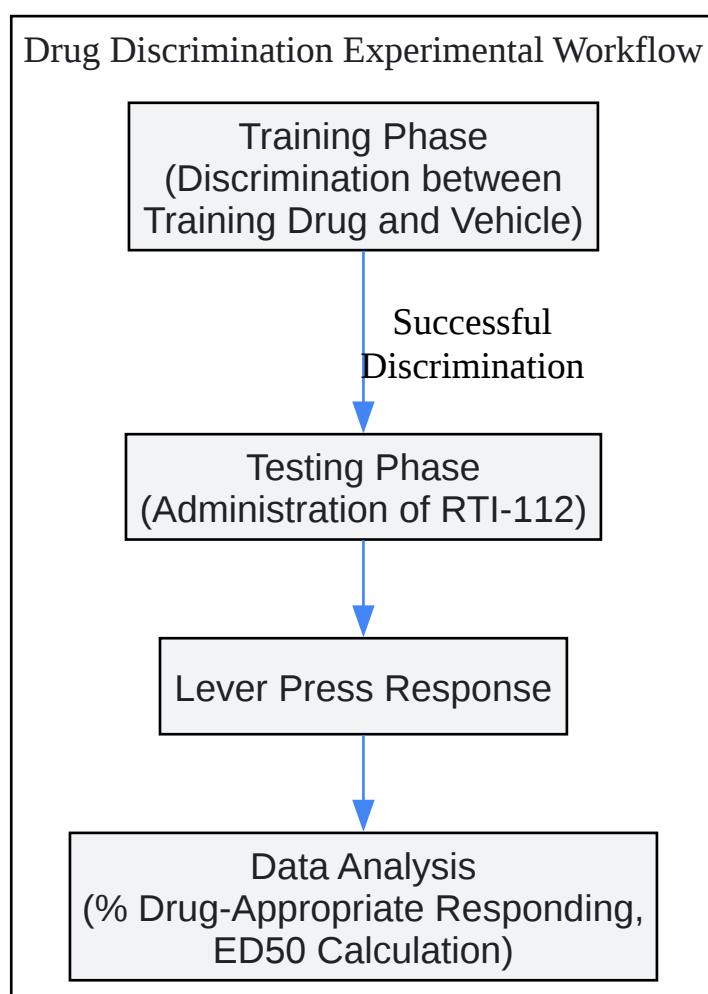 Drug Discrimination Experimental Workflow
Training Phase
(Discrimination between
Training Drug and Vehicle)
Successful
Discrimination
Testing Phase
(Administration of RTI-112)
Lever Press Response
Data Analysis
(% Drug-Appropriate Responding,
ED50 Calculation)